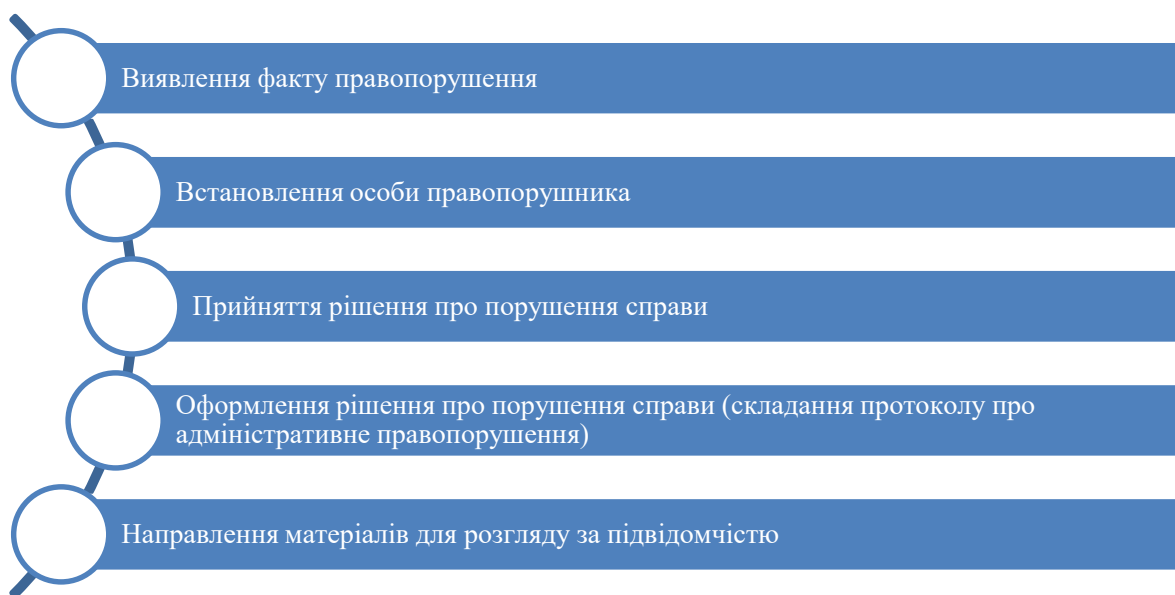 Виявлення факту правопорушення
Встановлення особи правопорушника
Прийняття рішення про порушення справи
Оформлення рішення про порушення справи (складання протоколу про
адміністративне правопорушення)
Направлення матеріалів для розгляду за підвідомчістю